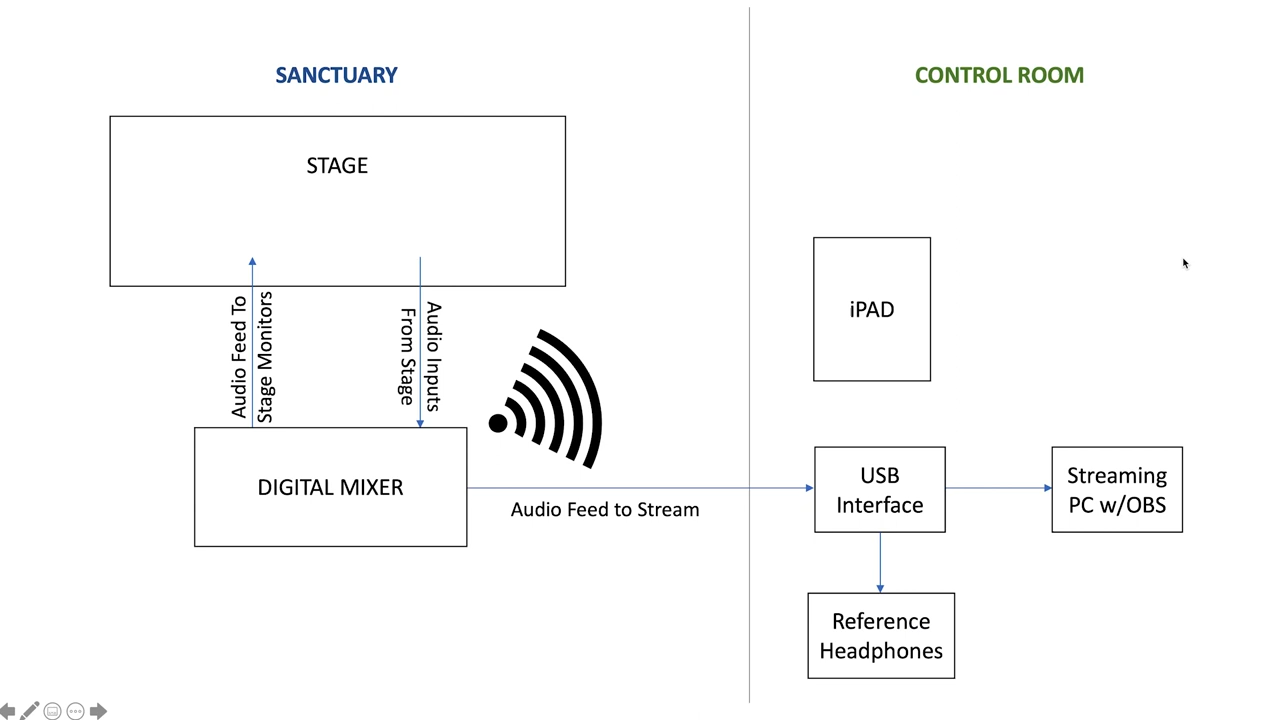 SANCTUARY
CONTROL ROOM
STAGE
Audio Feed To
Stage Monitors
Audio Inputs
From Stage
iPAD
DIGITAL MIXER
Audio Feed to Stream
USB
Interface
Streaming
PC w/OBS
Reference
Headphones